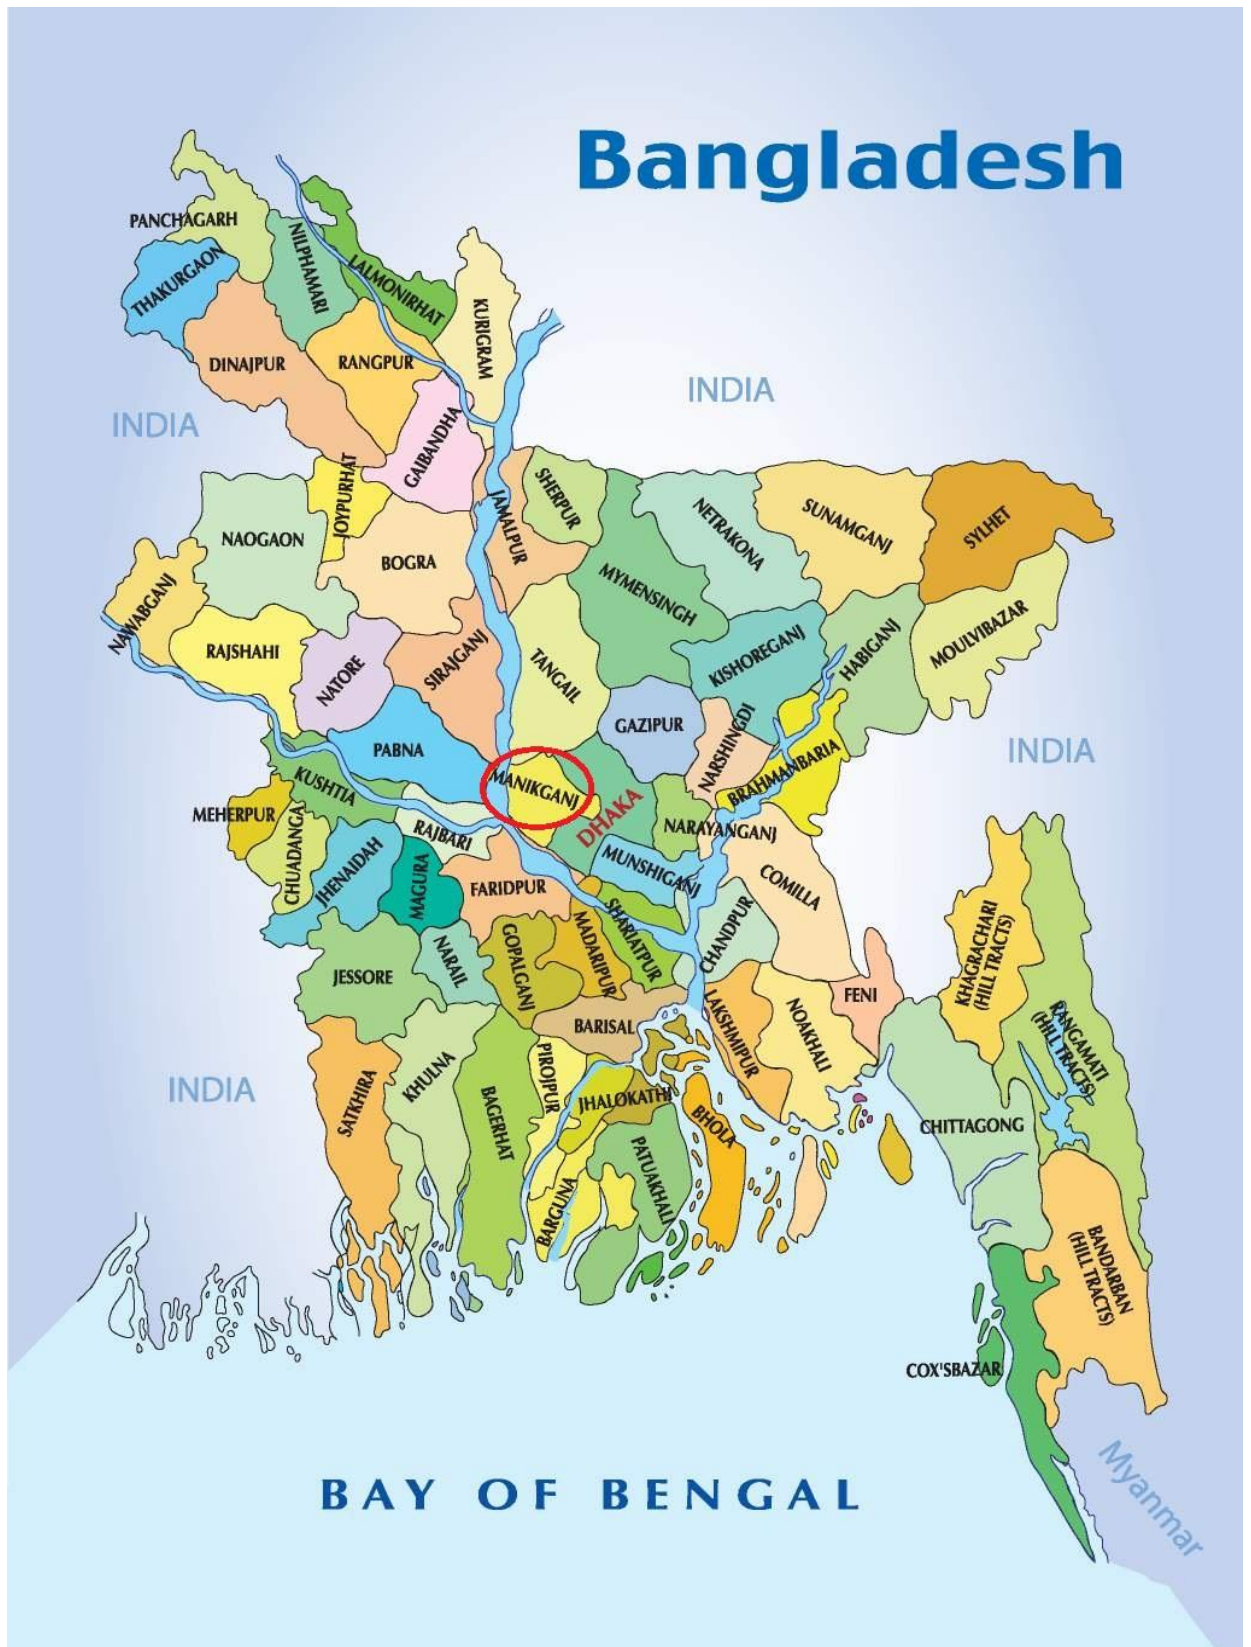 Bangladesh
PANCHAGARH
THAKURGAON
NILPHAMARI
LALMONIRHAT
KURIGRAM
DINAJPUR
RANGPUR
INDIA
INDIA
GAIBANDHA
JOYPURHAT
JAMALPUR
SHERPUR
NETRAKONA
SUNAMGANJ
SYLHET
NAOGAON
BOGRA
MYMENSINGH
NAWABGANJ
RAJSHAHI
NATORE
SIRAJGANJ
TANGAIL
KISHOREGANJ
HABIGANJ
MOULVIBAZAR
GAZIPUR
NARSHINGDI
PABNA
INDIA
KUSHTIA
MANIKGANJ
BRAHMANBARIA
MEHERPUR
CHUADANGA
RAJBARI
DHAKA
NARAYANGANJ
JHENAIDAH
MAGURA
FARIDPUR
MUNSHIGANJ
COMILLA
SHARIATPUR
MADARIPUR
CHANDPUR
GOPALGANJ
NARAIL
JESSORE
KHAGRACHARI
(HILL TRACTS)
FENI
LAKSHMIPUR
NOAKHALI
BARISAL
RANGAMATI
(HILL TRACTS)
INDIA
SATKHIRA
KHULNA
BAGERHAT
PIROJPUR
JHALOKATHI
BHOLA
CHITTAGONG
PATUAKHALI
BARGUNA
BANDARBAN
(HILL TRACTS)
COX'SBAZAR
BAY OF BENGAL
Myanmar